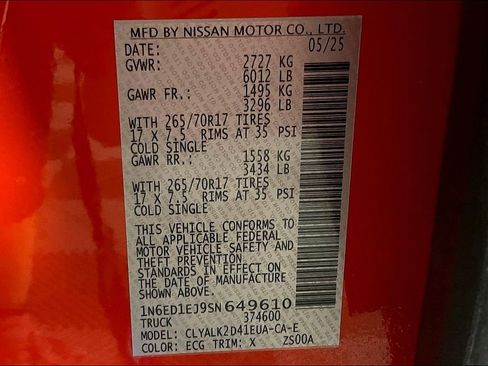 MFD BY NISSAN MOTOR CO., LTD.
DATE: 05/25
GVWR: 2727 KG
6012 LB
GAWR FR.: 1495 KG
3296 LB
WITH 265/70R17 TIRES
17 X 7.5 RIMS AT 35 PSI
COLD SINGLE
GAWR RR.: 1558 KG
3434 LB
WITH 265/70R17 TIRES
17 X 7.5 RIMS AT 35 PSI
COLD SINGLE
THIS VEHICLE CONFORMS TO
ALL APPLICABLE FEDERAL
MOTOR VEHICLE SAFETY AND
THEFT PREVENTION
STANDARDS IN EFFECT ON
THE DATE OF MANUFACTURE
SHOWN ABOVE.
1N6ED1EJ9SN649610
TRUCK 374600
MODEL: CLYALK2D41EUA-CA-E
COLOR: ECG TRIM: X ZS00A